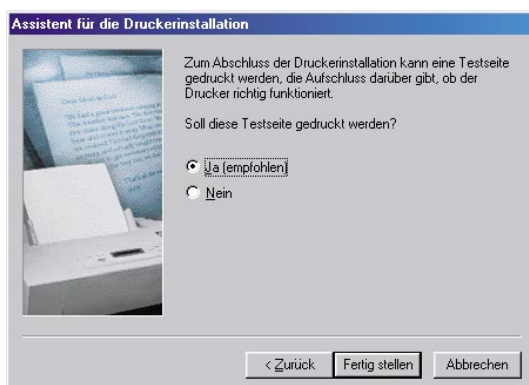 Assistent für die Druckerinstallation
Zum Abschluss der Druckerinstallation kann eine Testseite
gedruckt werden, die Aufschluss darüber gibt, ob der
Drucker richtig funktioniert.
Soll diese Testseite gedruckt werden?
Ja (empfohlen)
Nein
< Zurück
Fertig stellen
Abbrechen